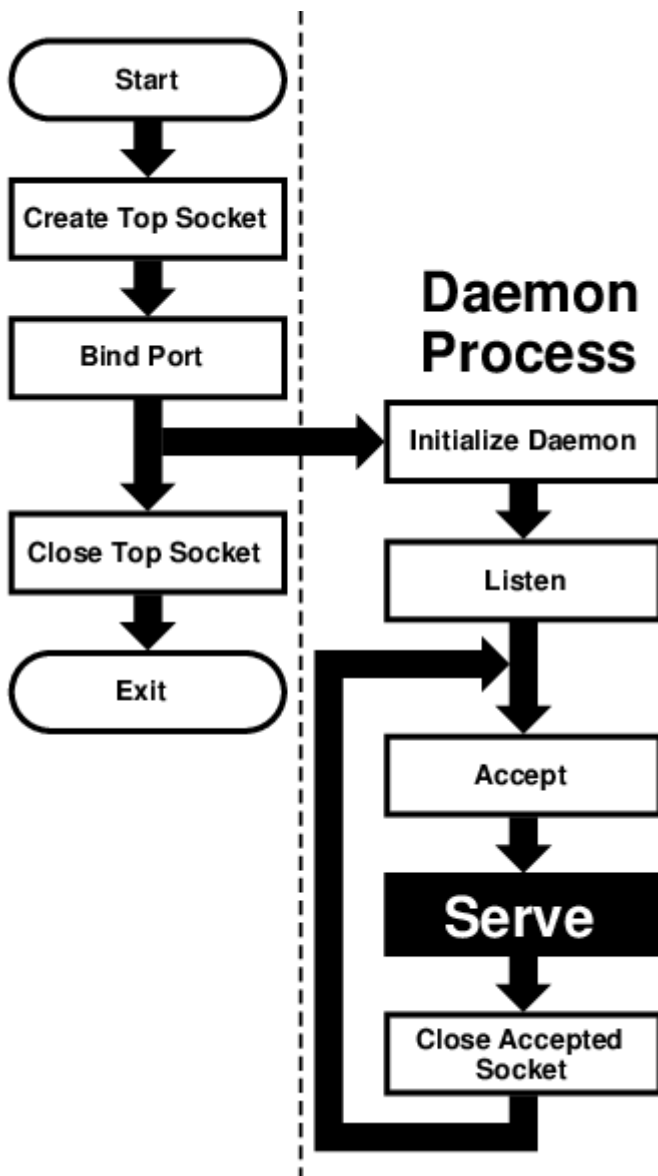 Start
Create Top Socket
Bind Port
Close Top Socket
Exit
Daemon
Process
Initialize Daemon
Listen
Accept
Serve
Close Accepted
Socket